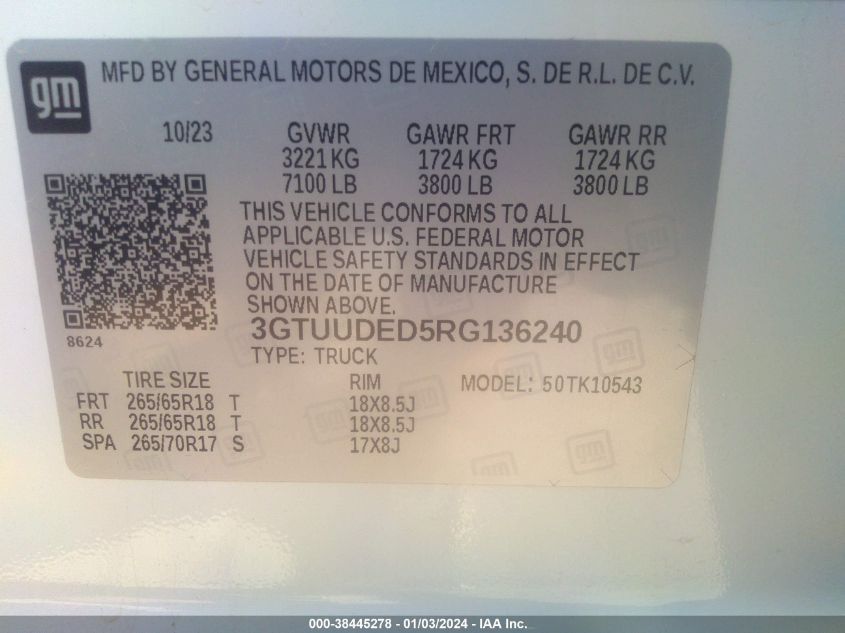 gm
MFD BY GENERAL MOTORS DE MEXICO, S. DE R.L. DE C.V.
10/23 GVWR GAWR FRT GAWR RR
3221 KG 1724 KG 1724 KG
7100 LB 3800 LB 3800 LB
THIS VEHICLE CONFORMS TO ALL
APPLICABLE U.S. FEDERAL MOTOR
VEHICLE SAFETY STANDARDS IN EFFECT
ON THE DATE OF MANUFACTURE
SHOWN ABOVE.
8624
3GTUUDED5RG136240
TYPE: TRUCK
TIRE SIZE RIM MODEL: 50TK10543
FRT 265/65R18 T 18X8.5J
RR 265/65R18 T 18X8.5J
SPA 265/70R17 S 17X8J
000-38445278 - 01/03/2024 - IAA Inc.